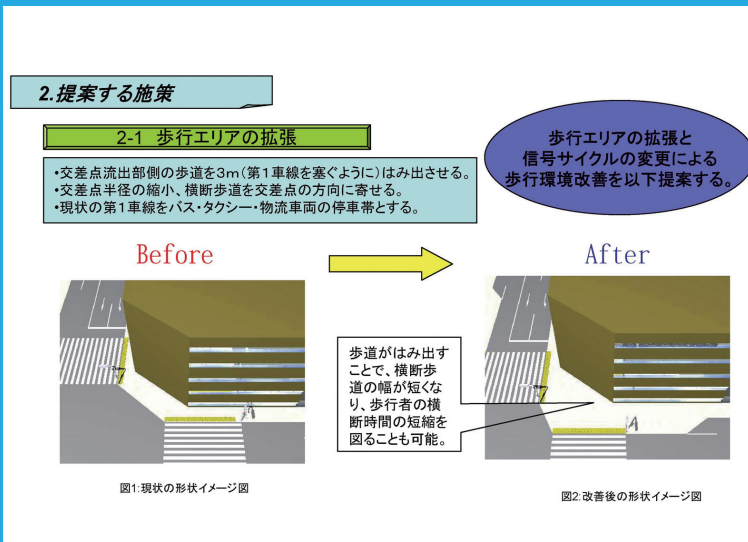 2.提案する施策
2-1 歩行エリアの拡張
・交差点流出部側の歩道を3m(第1車線を塞ぐように)はみ出させる。
・交差点半径の縮小、横断歩道を交差点の方向に寄せる。
・現状の第1車線をバス・タクシー・物流車両の停車帯とする。
歩行エリアの拡張と
信号サイクルの変更による
歩行環境改善を以下提案する。
Before
After
歩道がはみ出す
ことで、横断歩
道の幅が短くな
り、歩行者の横
断時間の短縮を
図ることも可能。
図1:現状の形状イメージ図
図2:改善後の形状イメージ図